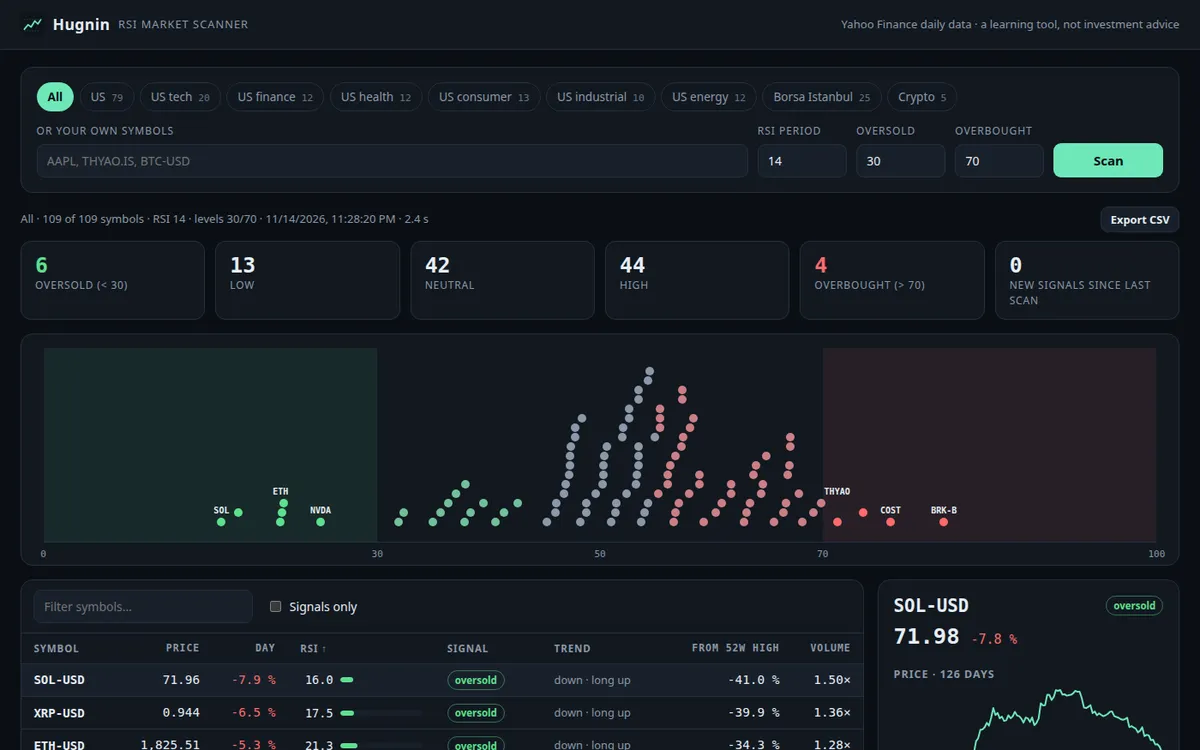 Hugnin RSI MARKET SCANNER Yahoo Finance daily data · a learning tool, not investment advice
All US 79 US tech 20 US finance 12 US health 12 US consumer 13 US industrial 10 US energy 12 Borsa Istanbul 25 Crypto 5
OR YOUR OWN SYMBOLS RSI PERIOD OVERSOLD OVERBOUGHT
AAPL, THYAO.IS, BTC-USD 14 30 70 Scan
All · 109 of 109 symbols · RSI 14 · levels 30/70 · 11/14/2026, 11:28:20 PM · 2.4 s Export CSV
6 13 42 44 4 0
OVERSOLD (< 30) LOW NEUTRAL HIGH OVERBOUGHT (> 70) NEW SIGNALS SINCE LAST
SCAN
ETH THYAO
SOL NVDA COST BRK-B
0 30 50 70 100
Filter symbols... Signals only
SYMBOL PRICE DAY RSI ↑ SIGNAL TREND FROM 52W HIGH VOLUME
SOL-USD 71.96 -7.9 % 16.0 oversold down · long up -41.0 % 1.50×
XRP-USD 0.944 -6.5 % 17.5 oversold down · long up -39.9 % 1.36×
ETH-USD 1,825.51 -5.3 % 21.3 oversold down · long up -34.3 % 1.28×
SOL-USD oversold
71.98 -7.8 %
PRICE · 126 DAYS